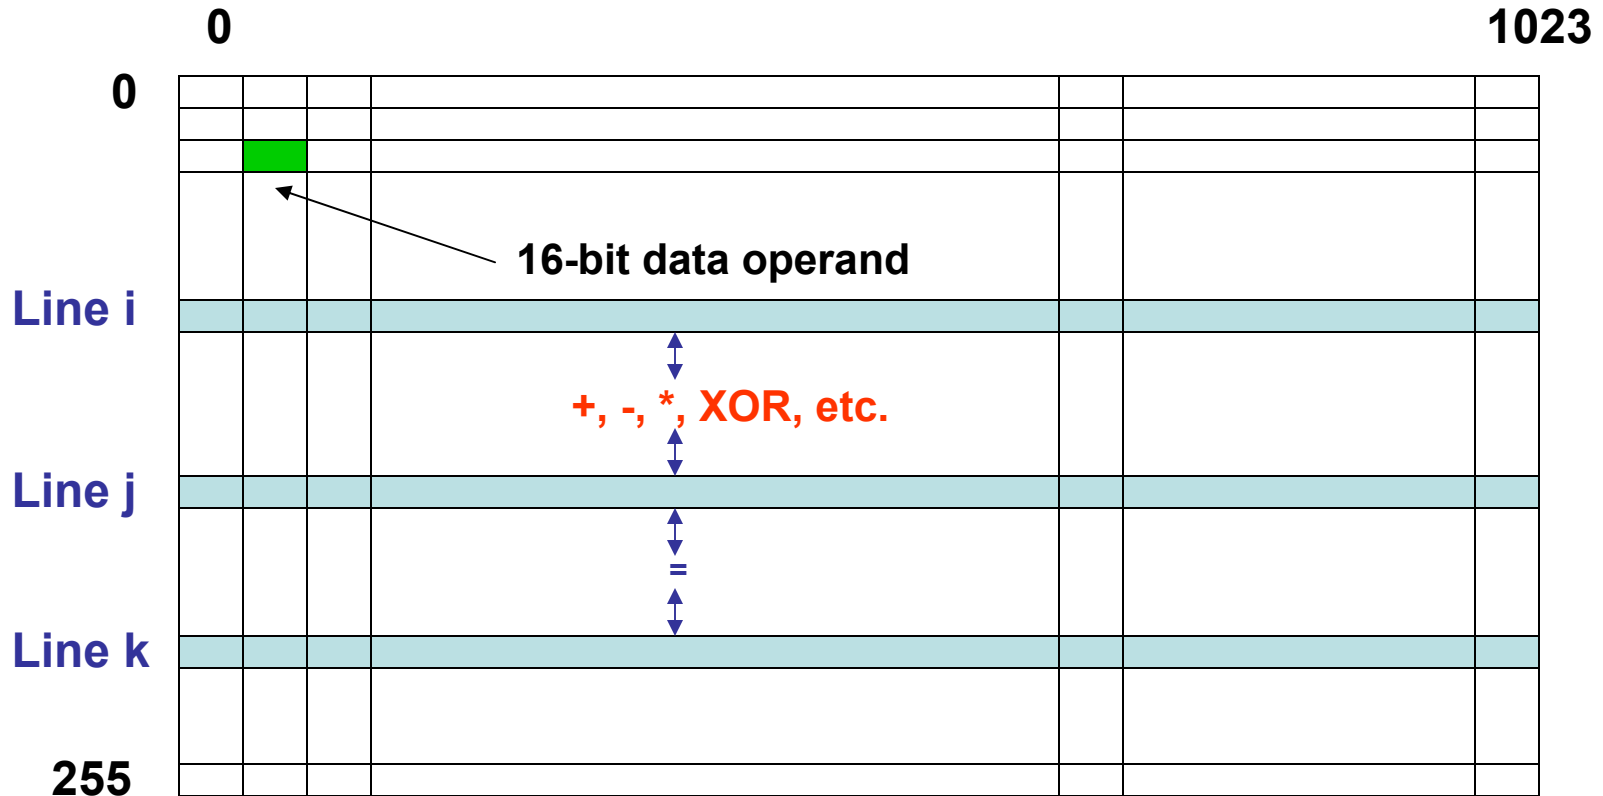 0 1023
0
16-bit data operand
Line i
+, -, *, XOR, etc.
Line j
=
Line k
255